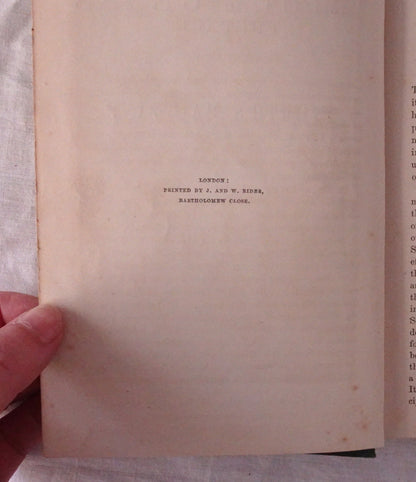 LONDON:
PRINTED BY J. AND W. RIDER,
BARTHOLOMEW CLOSE.